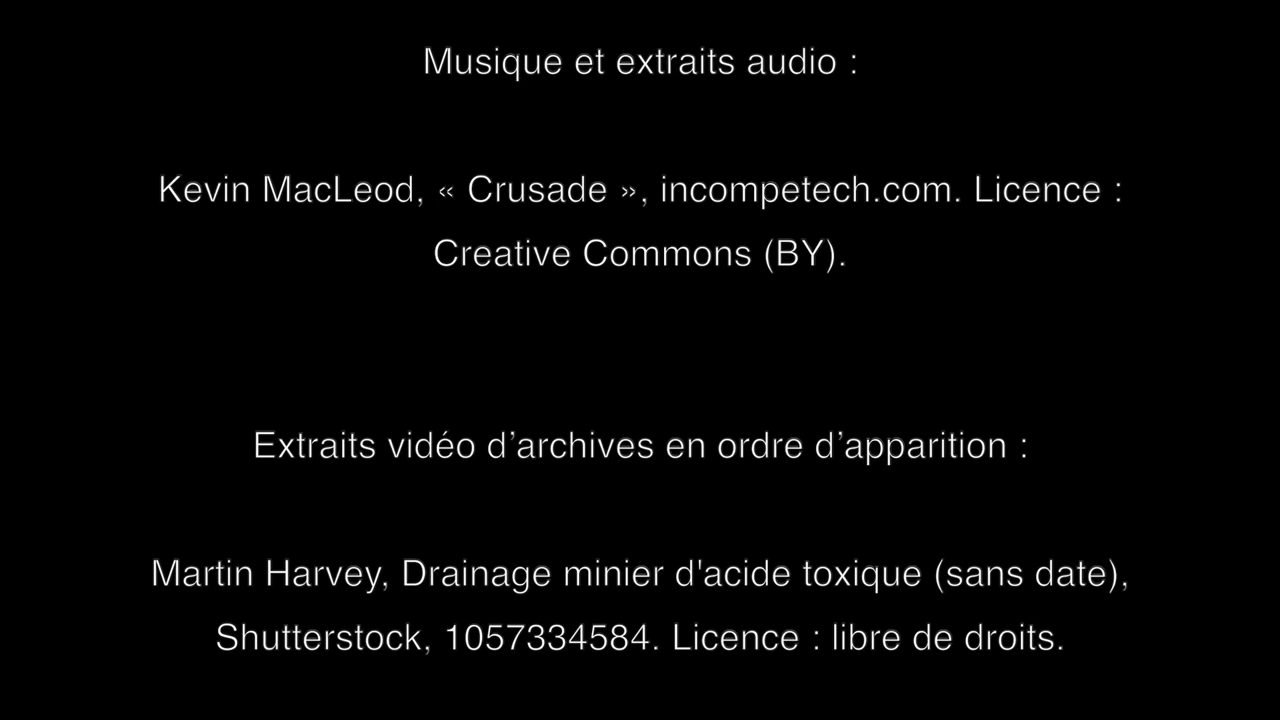 Musique et extraits audio :
Kevin MacLeod, « Crusade », incompetech.com. Licence :
Creative Commons (BY).
Extraits vidéo d’archives en ordre d’apparition :
Martin Harvey, Drainage minier d'acide toxique (sans date),
Shutterstock, 1057334584. Licence : libre de droits.